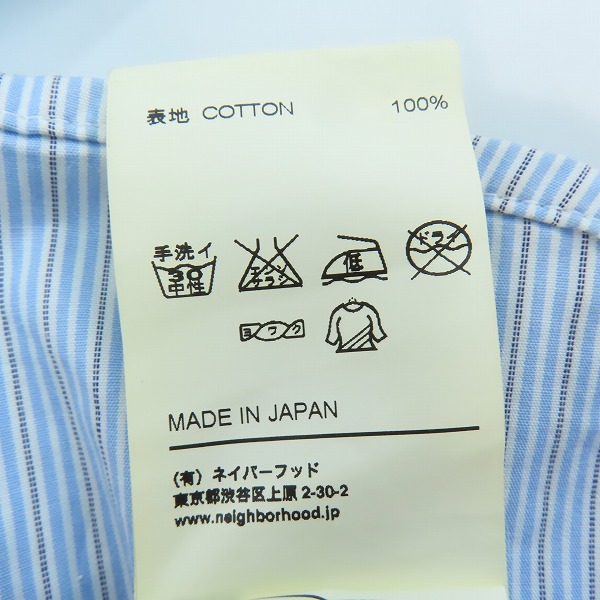 表地 COTTON 100%
手洗イ
30
中性
エンソ
チラシ
低
ドライ
ヨワク
MADE IN JAPAN
(有) ネイバーフッド
東京都渋谷区上原 2-30-2
www.neighborhood.jp